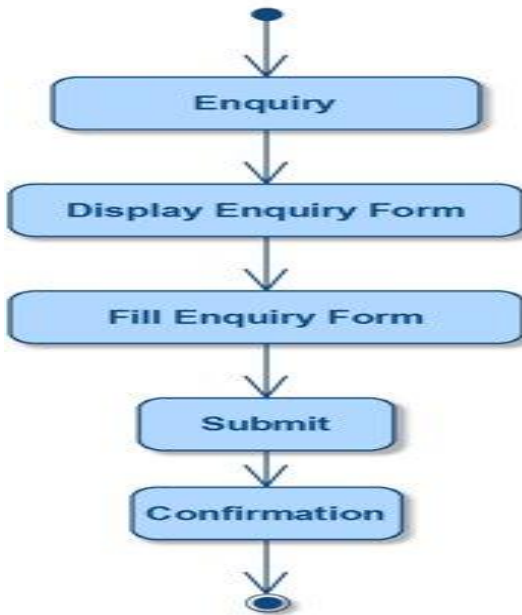 Enquiry
Display Enquiry Form
Fill Enquiry Form
Submit
Confirmation